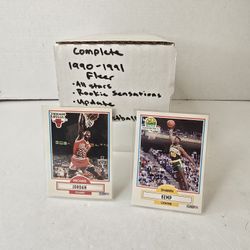 Complete
1990-1991
Fleer
• All stars
• Rookie Sensations
• Update
JORDAN
KEMP